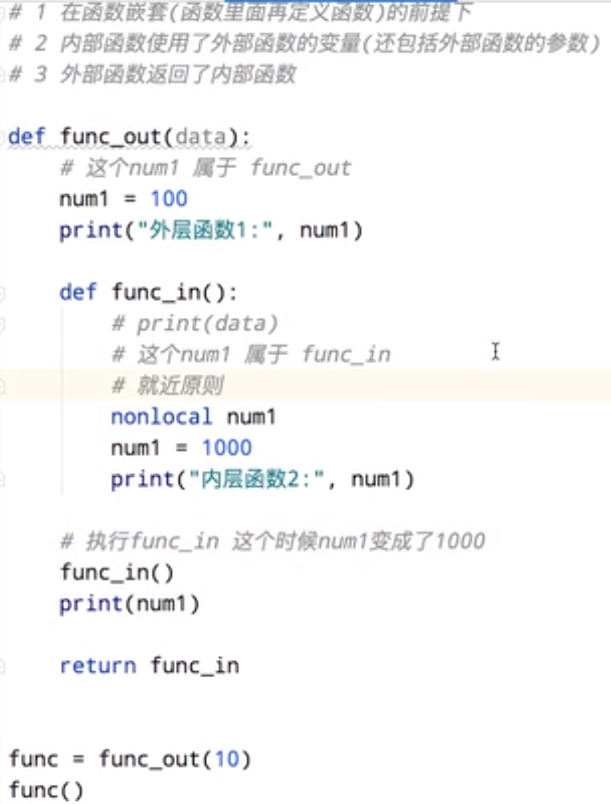 # 1 在函数嵌套(函数里面再定义函数)的前提下
# 2 内部函数使用了外部函数的变量(还包括外部函数的参数)
# 3 外部函数返回了内部函数
def func_out(data):
# 这个num1 属于 func_out
num1 = 100
print("外层函数1:", num1)
def func_in():
# print(data)
# 这个num1 属于 func_in
# 就近原则
nonlocal num1
num1 = 1000
print("内层函数2:", num1)
# 执行func_in 这个时候num1变成了1000
func_in()
print(num1)
return func_in
func = func_out(10)
func()